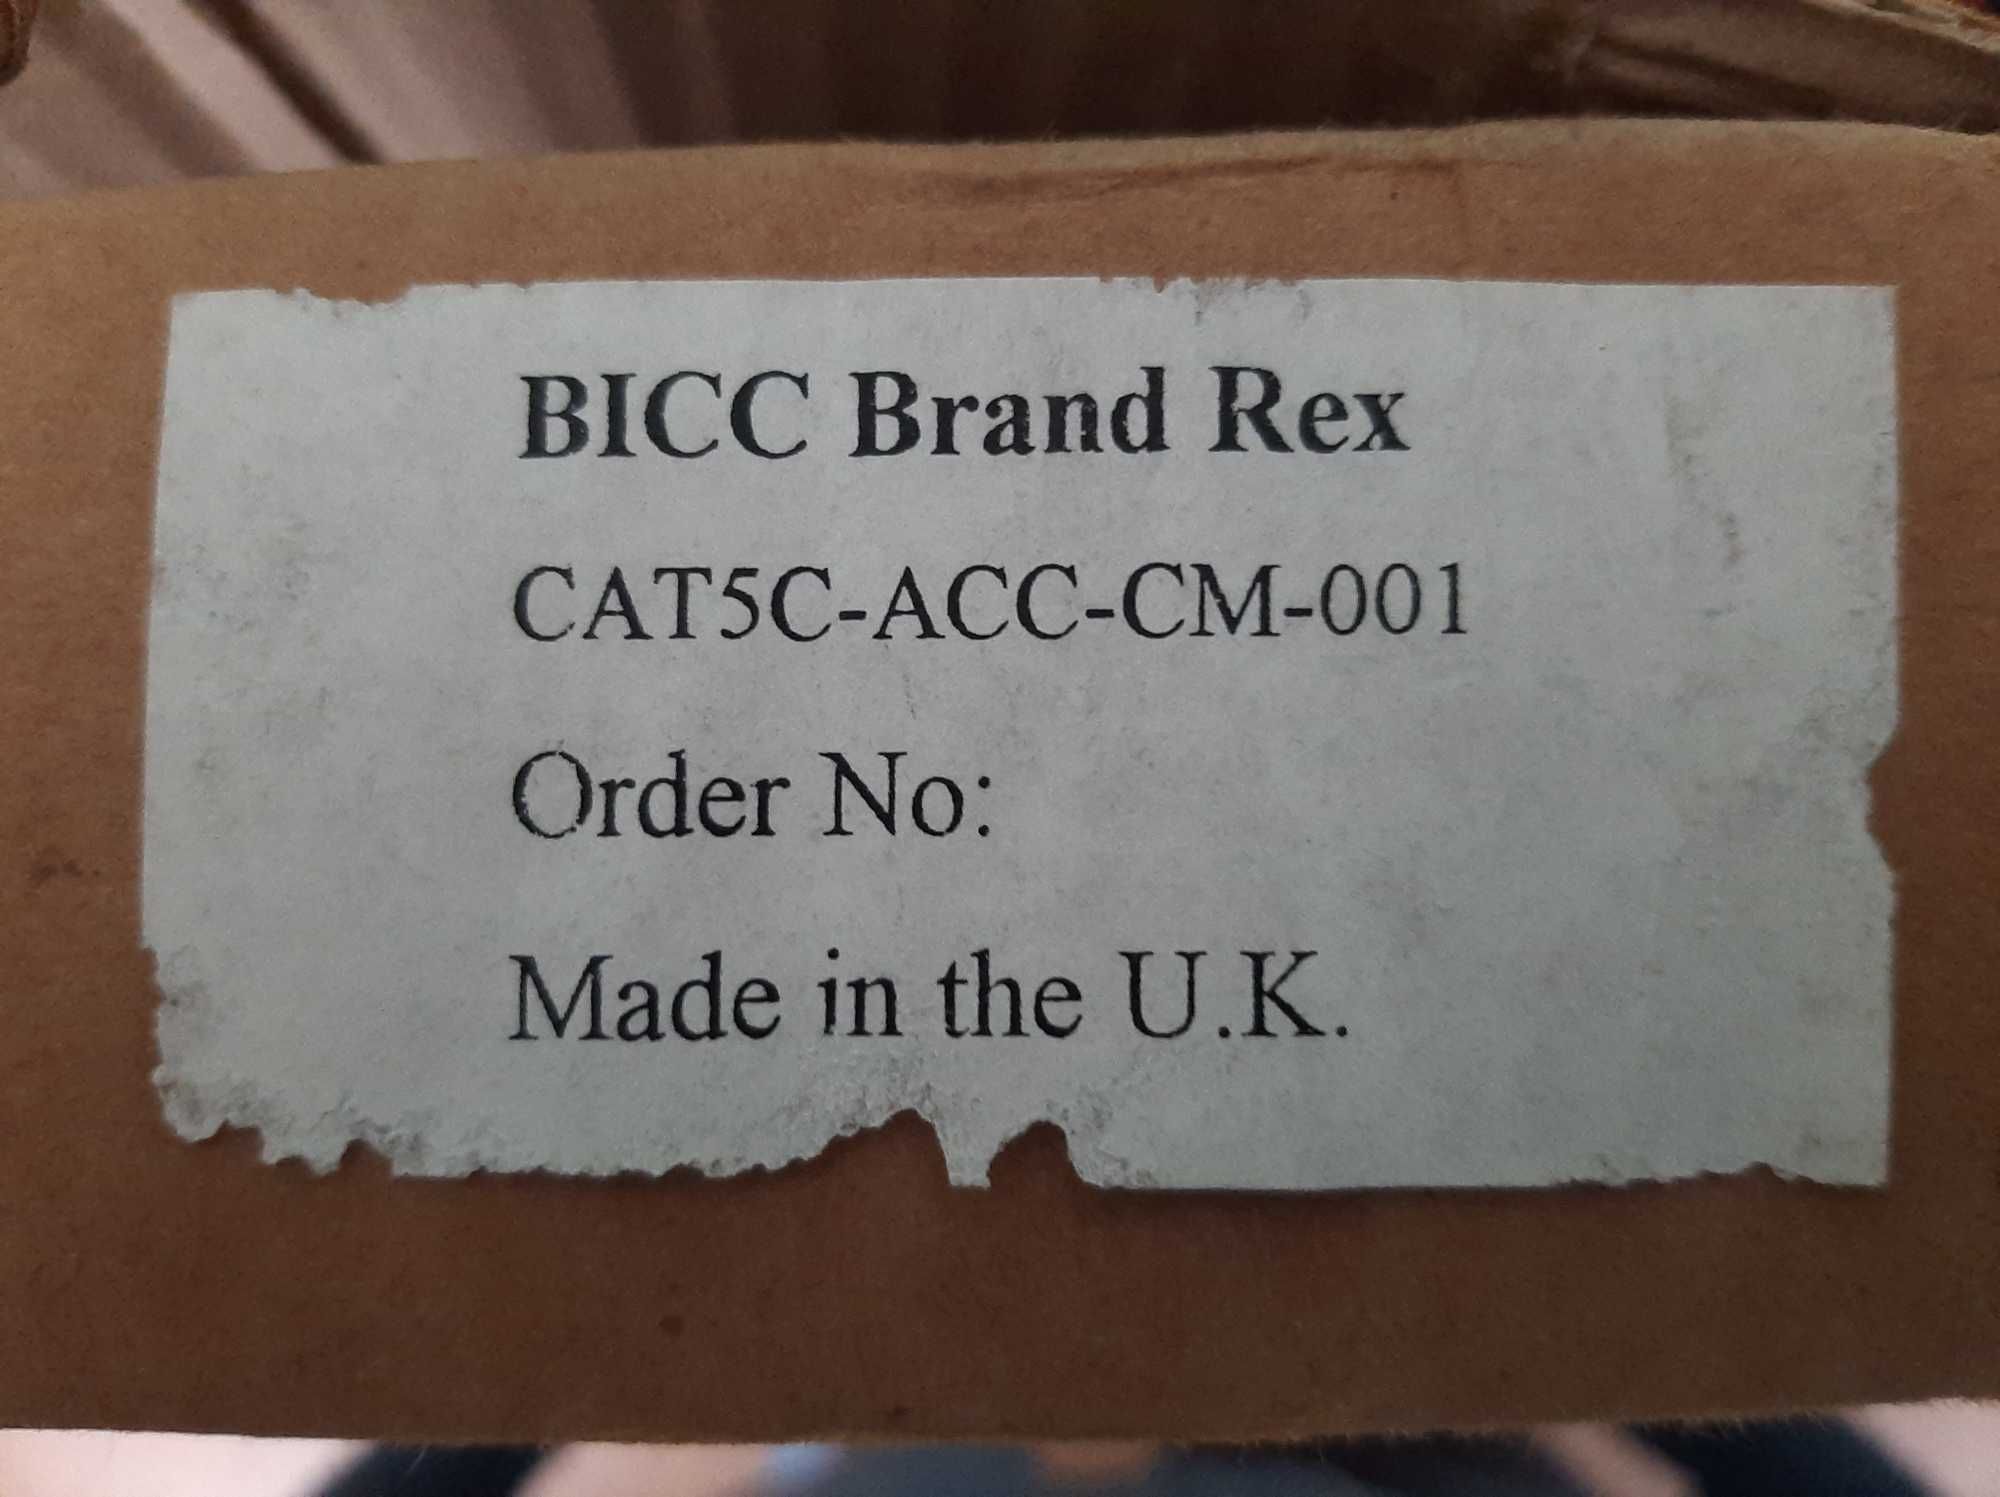 BICC Brand Rex
CAT5C-ACC-CM-001
Order No:
Made in the U.K.